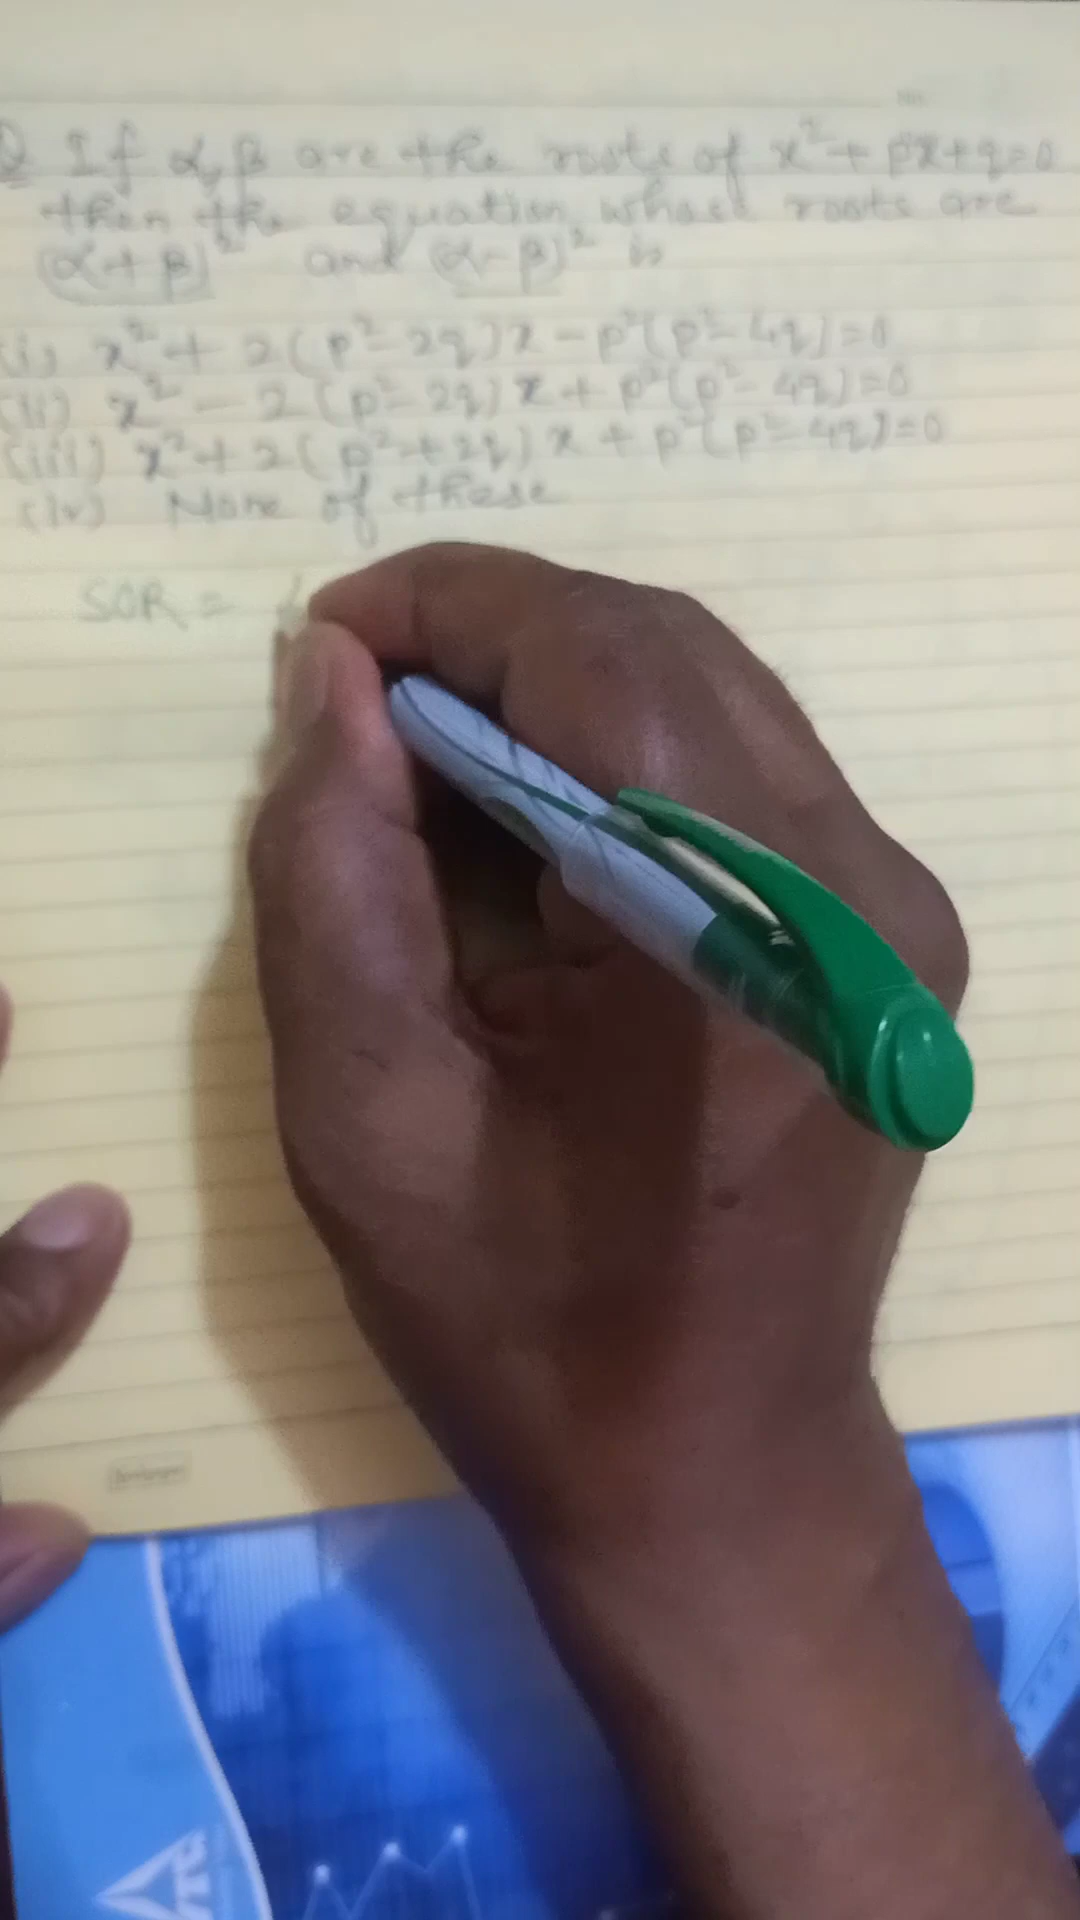 Q If α, β are the roots of x² + px+q=0
then the equation whose roots are
(α+β)² and (α-β)² is
(i) x² + 2(p²-2q)x - p²(p²-4q)=0
(ii) x² - 2(p²-2q)x + p²(p²-4q)=0
(iii) x²+2(p²+2q)x + p²(p²-4q)=0
(iv) None of these
SOR =